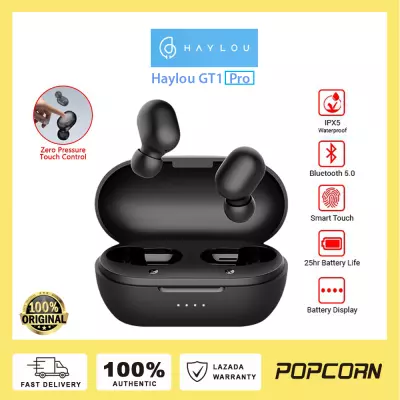 HAYLOU
Haylou GT1 Pro
Zero Pressure
Touch Control
IPX5
Waterproof
Bluetooth 5.0
Smart Touch
25hr Battery Life
Battery Display
100%
ORIGINAL
FAST DELIVERY
100%
AUTHENTIC
LAZADA
WARRANTY
POPCORN